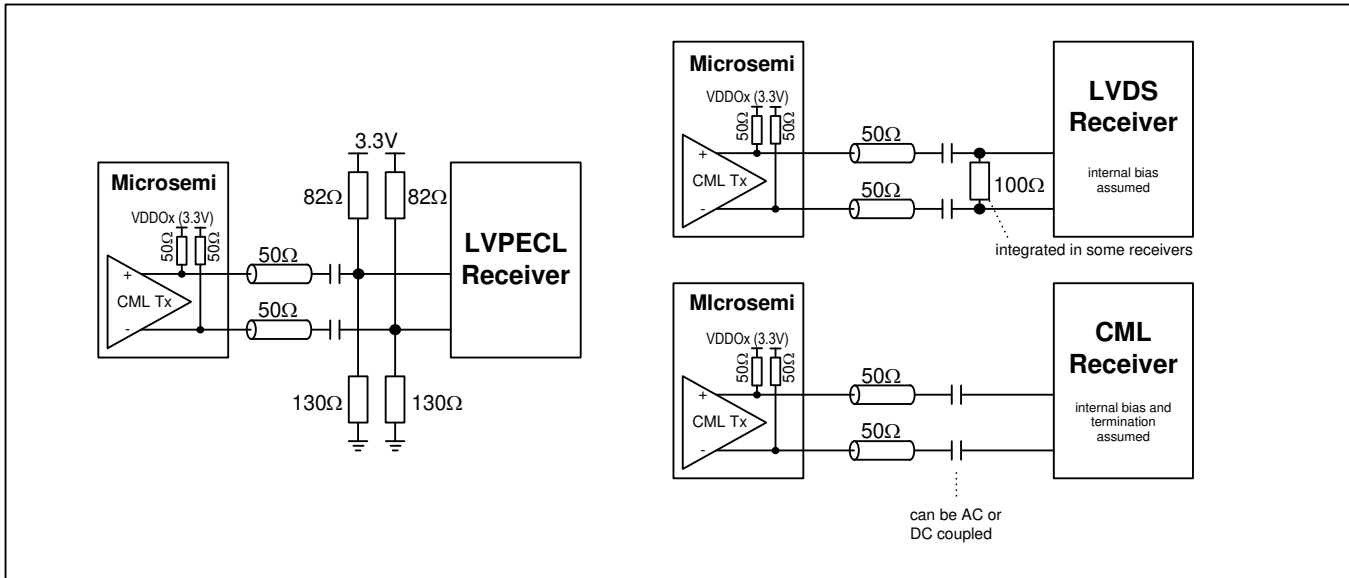 Microsemi
VDDOx (3.3V)
50Ω
50Ω
+
CML Tx
-
50Ω
50Ω
3.3V
82Ω
82Ω
130Ω
130Ω
LVPECL
Receiver
Microsemi
VDDOx (3.3V)
50Ω
50Ω
+
CML Tx
-
50Ω
50Ω
100Ω
integrated in some receivers
LVDS
Receiver
internal bias
assumed
MIcrosemi
VDDOx (3.3V)
50Ω
50Ω
+
CML Tx
-
50Ω
50Ω
can be AC or
DC coupled
CML
Receiver
internal bias and
termination
assumed